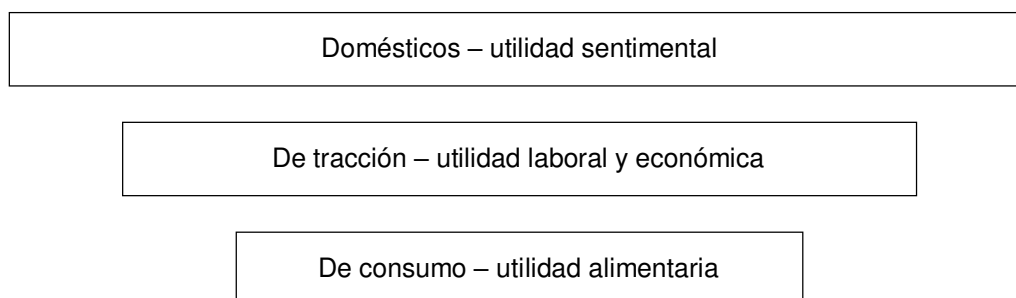 Domésticos – utilidad sentimental
De tracción – utilidad laboral y económica
De consumo – utilidad alimentaria